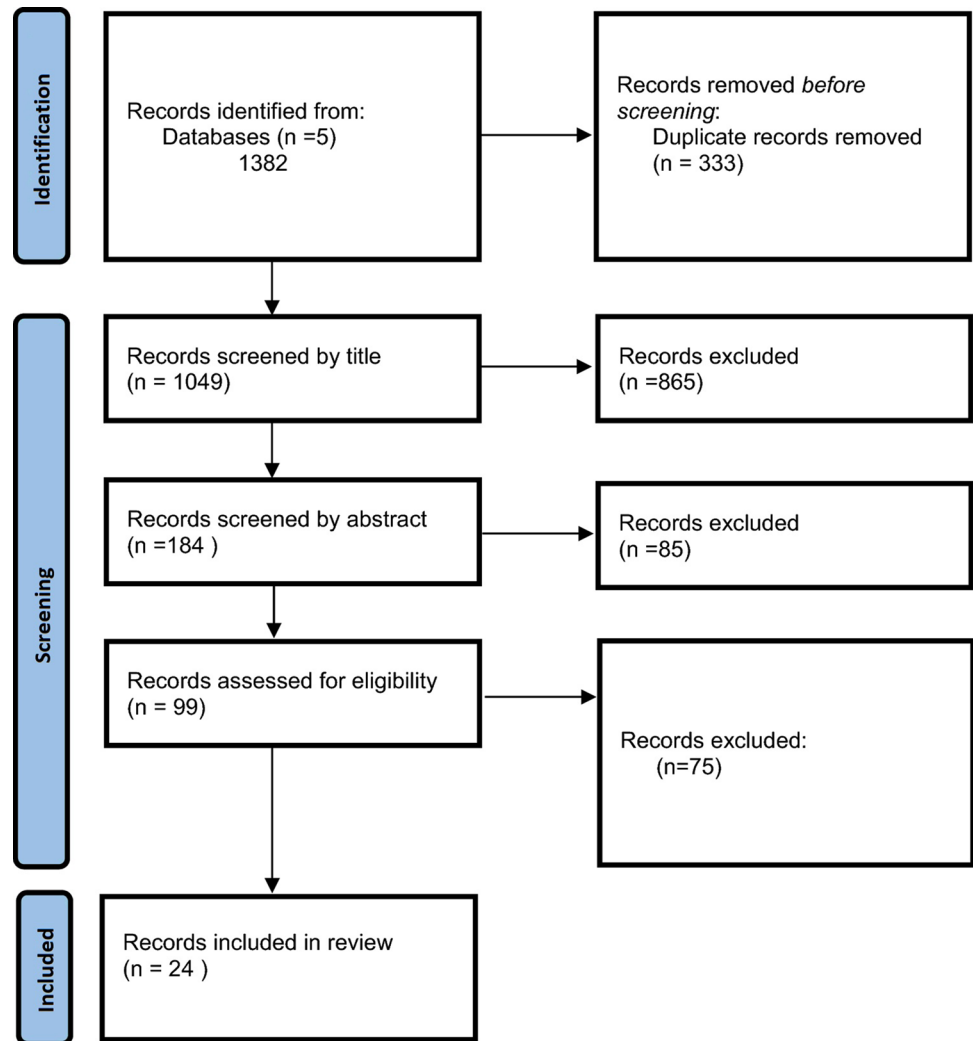 Identification
Records identified from:
Databases (n =5)
1382
Records removed before
screening:
Duplicate records removed
(n = 333)
Screening
Records screened by title
(n = 1049)
Records excluded
(n =865)
Records screened by abstract
(n =184 )
Records excluded
(n =85)
Records assessed for eligibility
(n = 99)
Records excluded:
(n=75)
Included
Records included in review
(n = 24 )